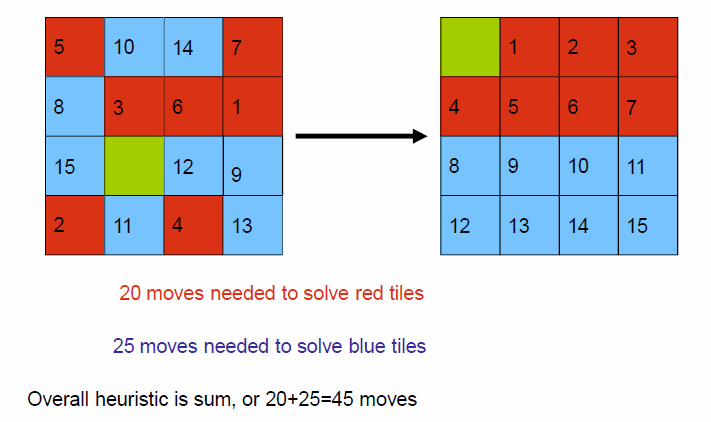 5 10 14 7 1 2 3
8 3 6 1 4 5 6 7
15 12 9 8 9 10 11
2 11 4 13 12 13 14 15
20 moves needed to solve red tiles
25 moves needed to solve blue tiles
Overall heuristic is sum, or 20+25=45 moves